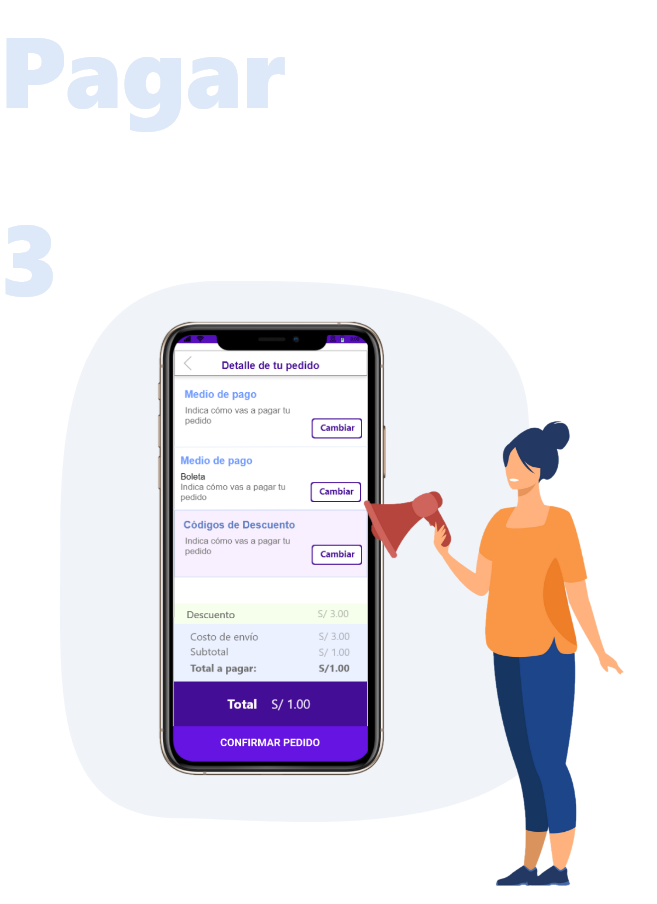 Pagar
3
Detalle de tu pedido
Medio de pago
Indica cómo vas a pagar tu
pedido
Cambiar
Medio de pago
Boleta
Indica cómo vas a pagar tu
pedido
Cambiar
Códigos de Descuento
Indica cómo vas a pagar tu
pedido
Cambiar
Descuento S/ 3.00
Costo de envío S/ 3.00
Subtotal S/ 1.00
Total a pagar: S/1.00
Total S/ 1.00
CONFIRMAR PEDIDO